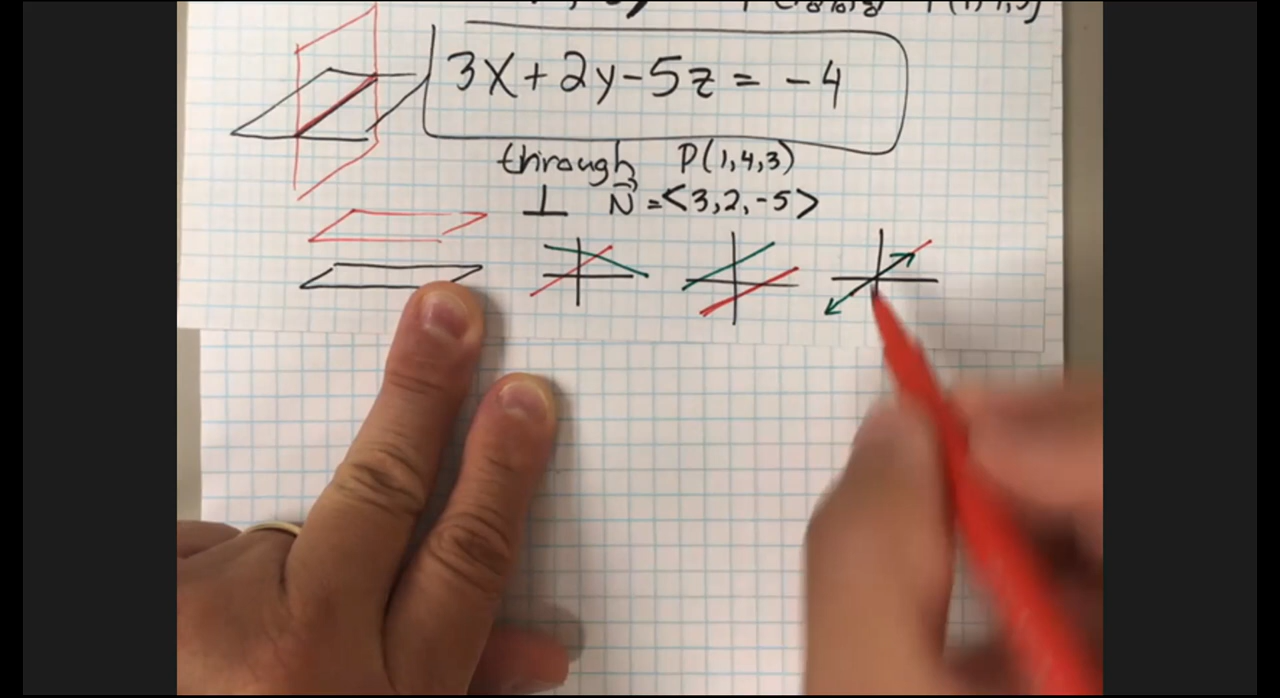 3x+2y-5z = -4
through P(1,4,3)
⊥ N⃗ = <3,2,-5>